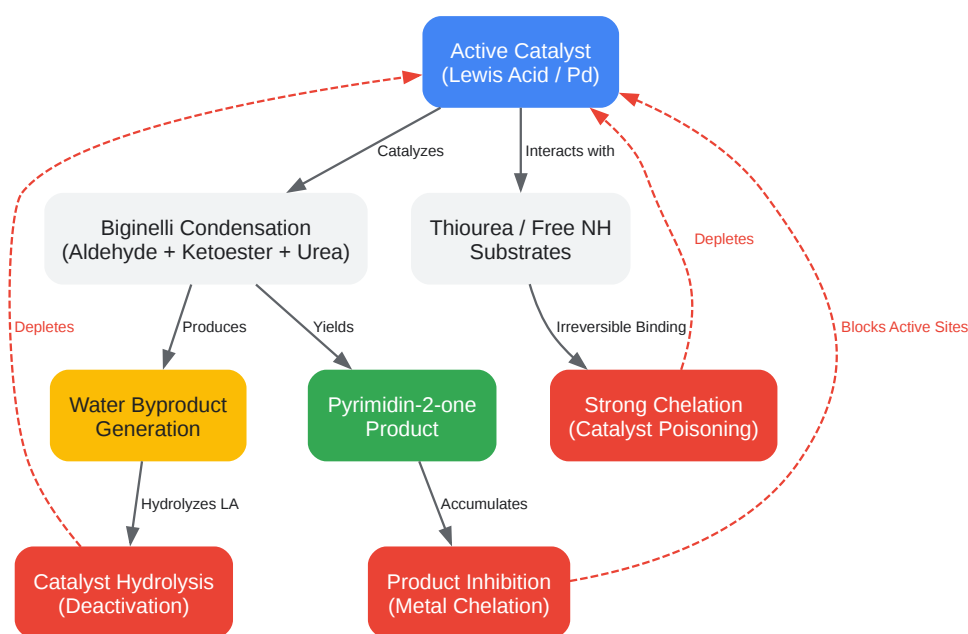 Active Catalyst
(Lewis Acid / Pd)
Catalyzes
Interacts with
Biginelli Condensation
(Aldehyde + Ketoester + Urea)
Thiourea / Free NH
Substrates
Depletes
Depletes
Produces
Yields
Irreversible Binding
Blocks Active Sites
Water Byproduct
Generation
Pyrimidin-2-one
Product
Strong Chelation
(Catalyst Poisoning)
Hydrolyzes LA
Accumulates
Catalyst Hydrolysis
(Deactivation)
Product Inhibition
(Metal Chelation)